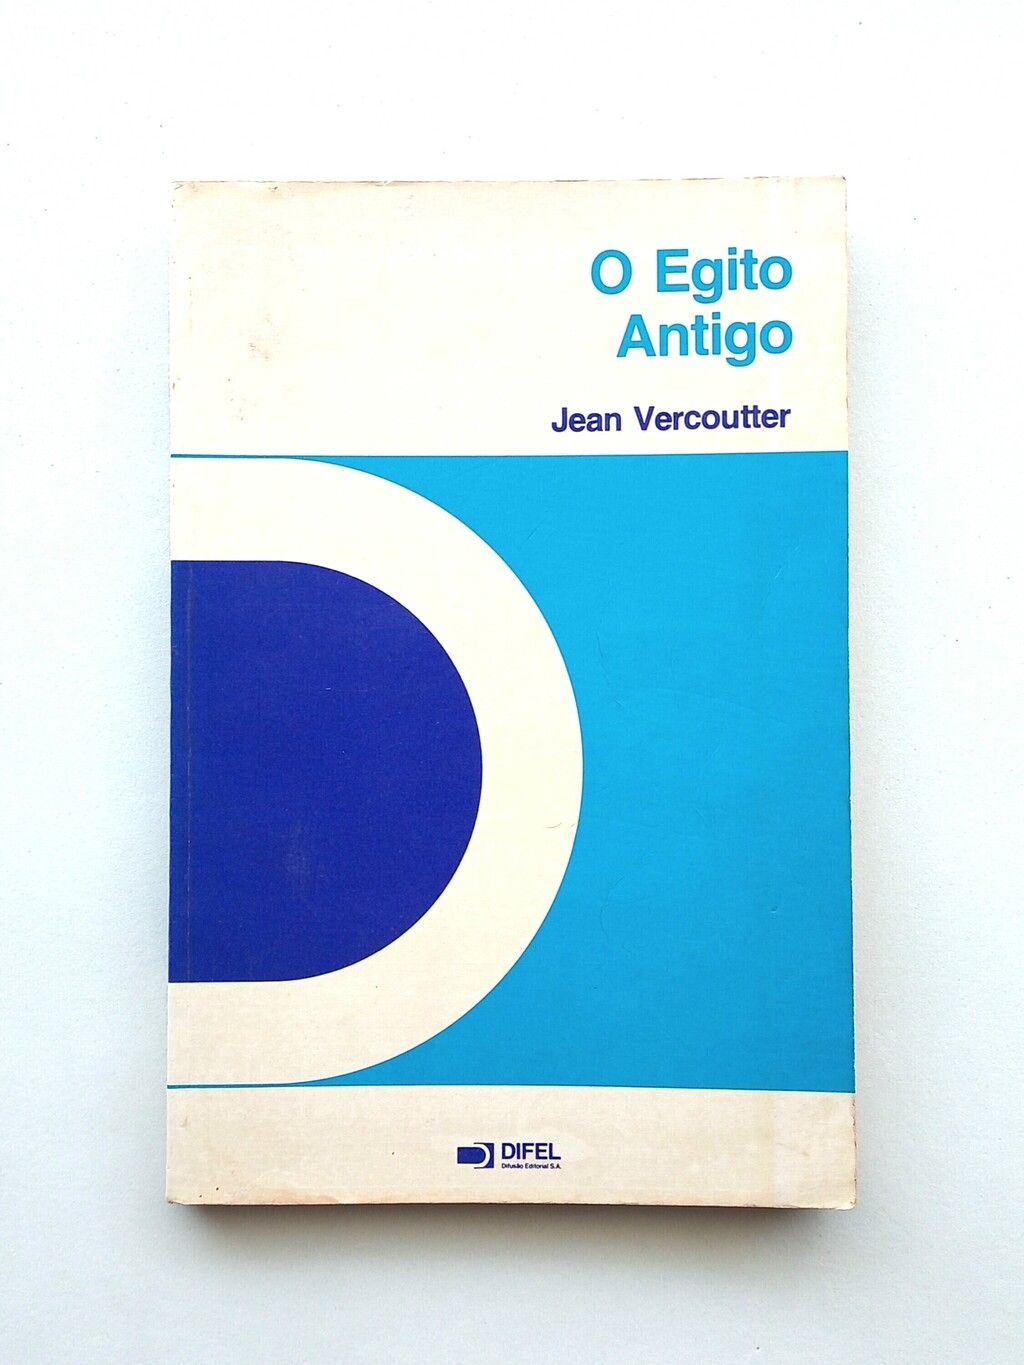 O Egito
Antigo
Jean Vercoutter
DIFEL
Difusão Editorial S.A.